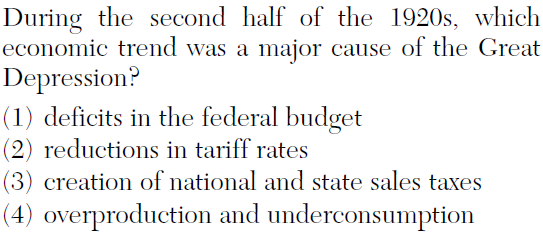 During the second half of the 1920s, which
economic trend was a major cause of the Great
Depression?
(1) deficits in the federal budget
(2) reductions in tariff rates
(3) creation of national and state sales taxes
(4) overproduction and underconsumption